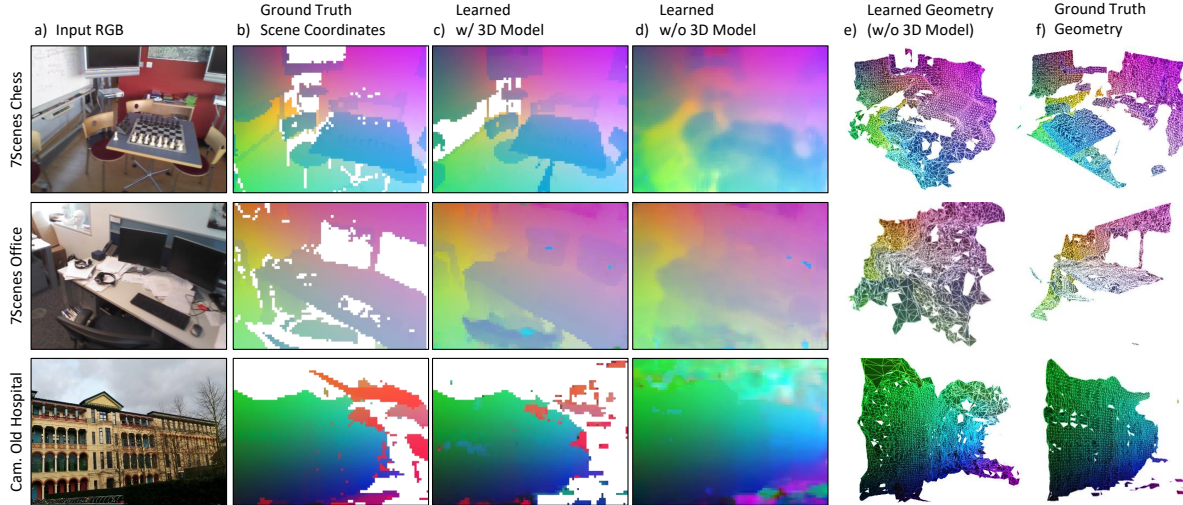 a) Input RGB
Ground Truth
b) Scene Coordinates
Learned
c) w/ 3D Model
Learned
d) w/o 3D Model
Learned Geometry
e) (w/o 3D Model)
Ground Truth
f) Geometry
7Scenes Chess
7Scenes Office
Cam. Old Hospital